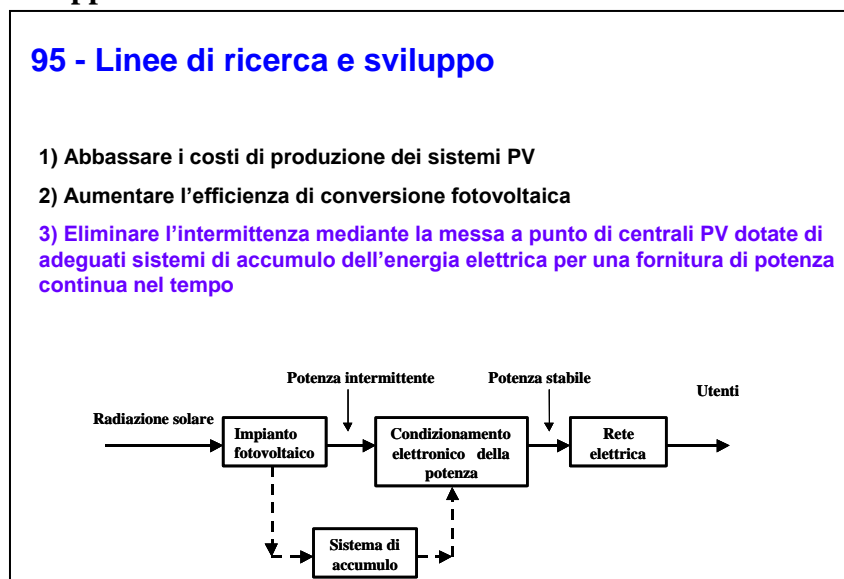 95 - Linee di ricerca e sviluppo
1) Abbassare i costi di produzione dei sistemi PV
2) Aumentare l'efficienza di conversione fotovoltaica
3) Eliminare l'intermittenza mediante la messa a punto di centrali PV dotate di
adeguati sistemi di accumulo dell'energia elettrica per una fornitura di potenza
continua nel tempo
Potenza intermittente
Potenza stabile
Utenti
Radiazione solare
Impianto
fotovoltaico
Condizionamento
elettronico della
potenza
Rete
elettrica
Sistema di
accumulo